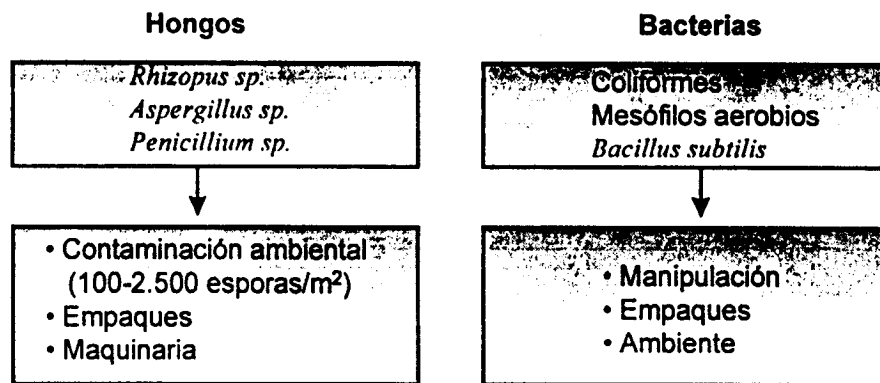 Hongos
Rhizopus sp.
Aspergillus sp.
Penicillium sp.
• Contaminación ambiental
(100-2.500 esporas/m²)
• Empaques
• Maquinaria
Bacterias
Coliformes
Mesófilos aerobios
Bacillus subtilis
• Manipulación
• Empaques
• Ambiente